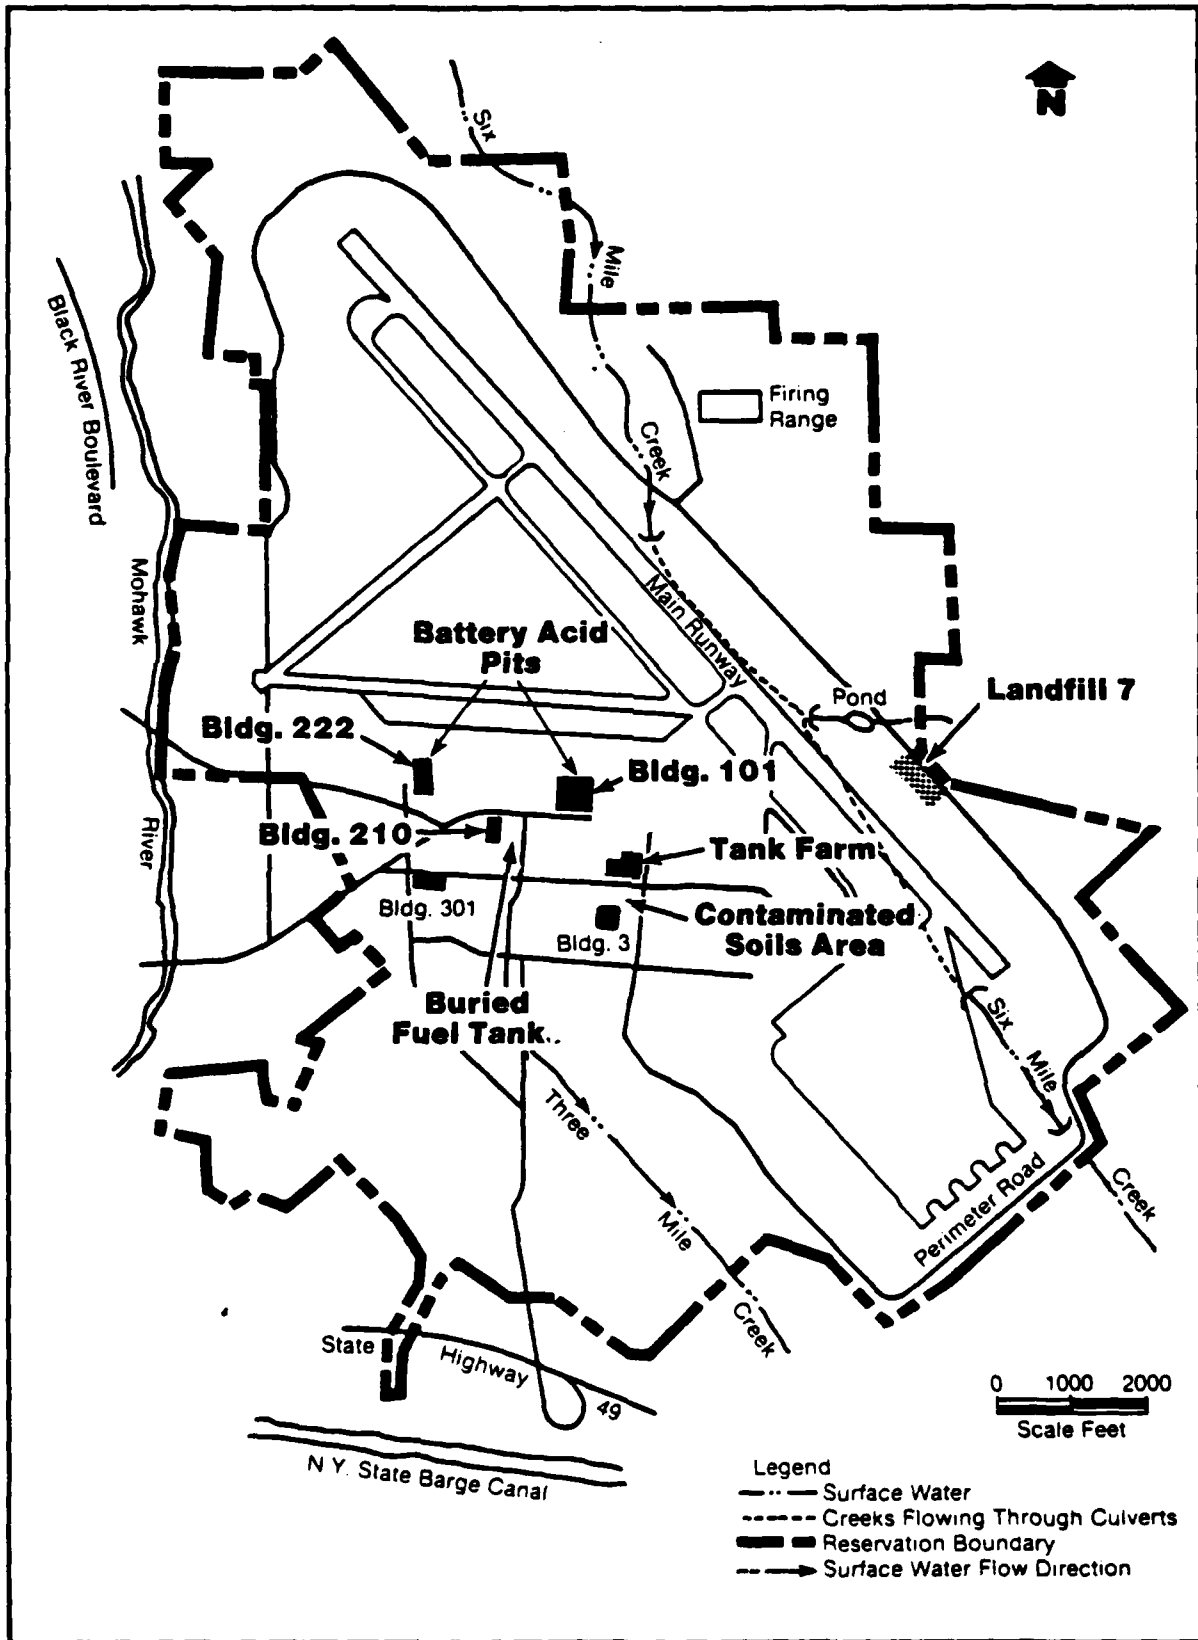 N
Six
Mile
Creek
Firing
Range
Black River Boulevard
Mohawk
River
Main Runway
Battery Acid
Pits
Pond
Landfill 7
Bldg. 222
Bldg. 101
Bldg. 210
Tank Farm
Bldg. 301
Contaminated
Soils Area
Bldg. 3
Buried
Fuel Tank..
Six
Mile
Creek
Three
Mile
Creek
Perimeter Road
State
Highway
49
N Y. State Barge Canal
0 1000 2000
Scale Feet
Legend
Surface Water
Creeks Flowing Through Culverts
Reservation Boundary
Surface Water Flow Direction